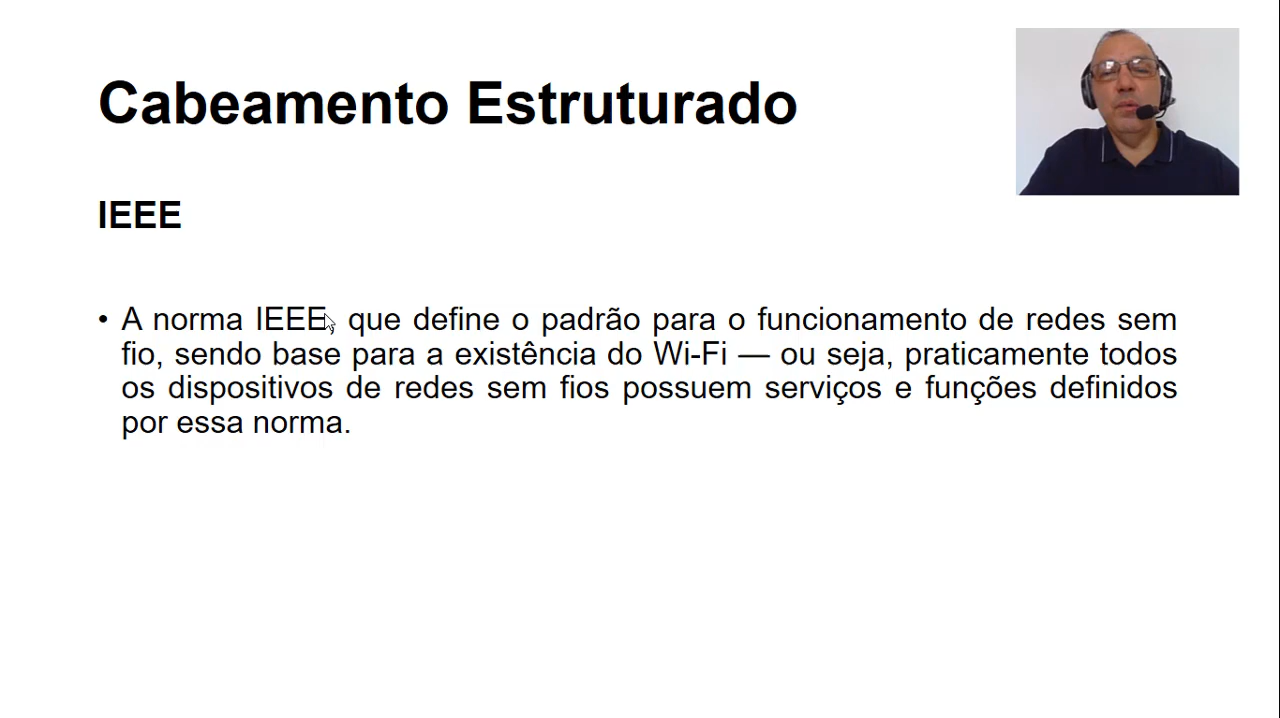 Cabeamento Estruturado
IEEE
• A norma IEEE, que define o padrão para o funcionamento de redes sem
fio, sendo base para a existência do Wi-Fi — ou seja, praticamente todos
os dispositivos de redes sem fios possuem serviços e funções definidos
por essa norma.